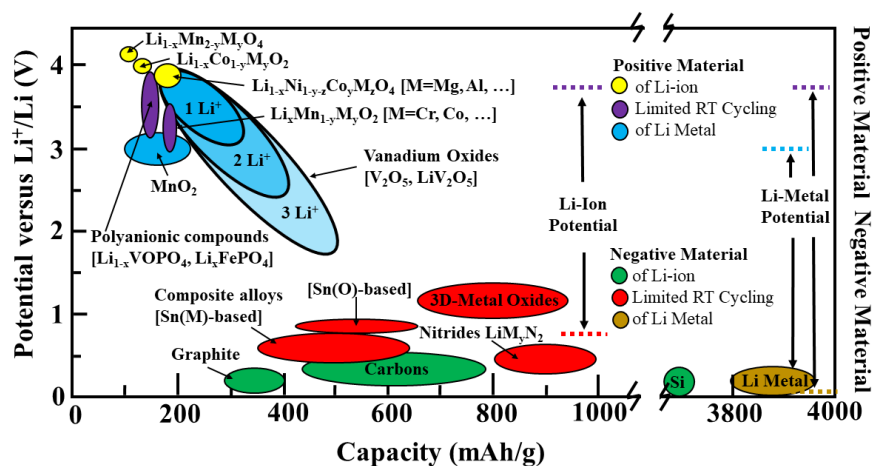 Li1-xMn2-yMyO4
Li1-xCo1-yMyO2
Li1-xNi1-y-zCoyMzO4 [M=Mg, Al, …]
LixMn1-yMyO2 [M=Cr, Co, …]
1 Li+
2 Li+
3 Li+
MnO2
Vanadium Oxides
[V2O5, LiV2O5]
Polyanionic compounds
[Li1-xVOPO4, LixFePO4]
Composite alloys
[Sn(M)-based]
[Sn(O)-based]
3D-Metal Oxides
Nitrides LiMyN2
Graphite
Carbons
Si
Li Metal
Positive Material
of Li-ion
Limited RT Cycling
of Li Metal
Li-Ion
Potential
Li-Metal
Potential
Negative Material
of Li-ion
Limited RT Cycling
of Li Metal
Positive Material
Negative Material
Potential versus Li+/Li (V)
4
3
2
1
0
0
200
400
600
800
1000
3800
4000
Capacity (mAh/g)